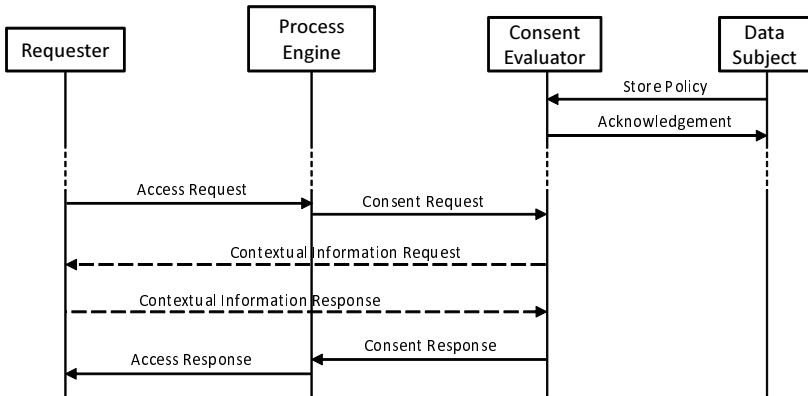 Requester
Process
Engine
Consent
Evaluator
Data
Subject
Store Policy
Acknowledgement
Access Request
Consent Request
Contextual Information Request
Contextual Information Response
Consent Response
Access Response